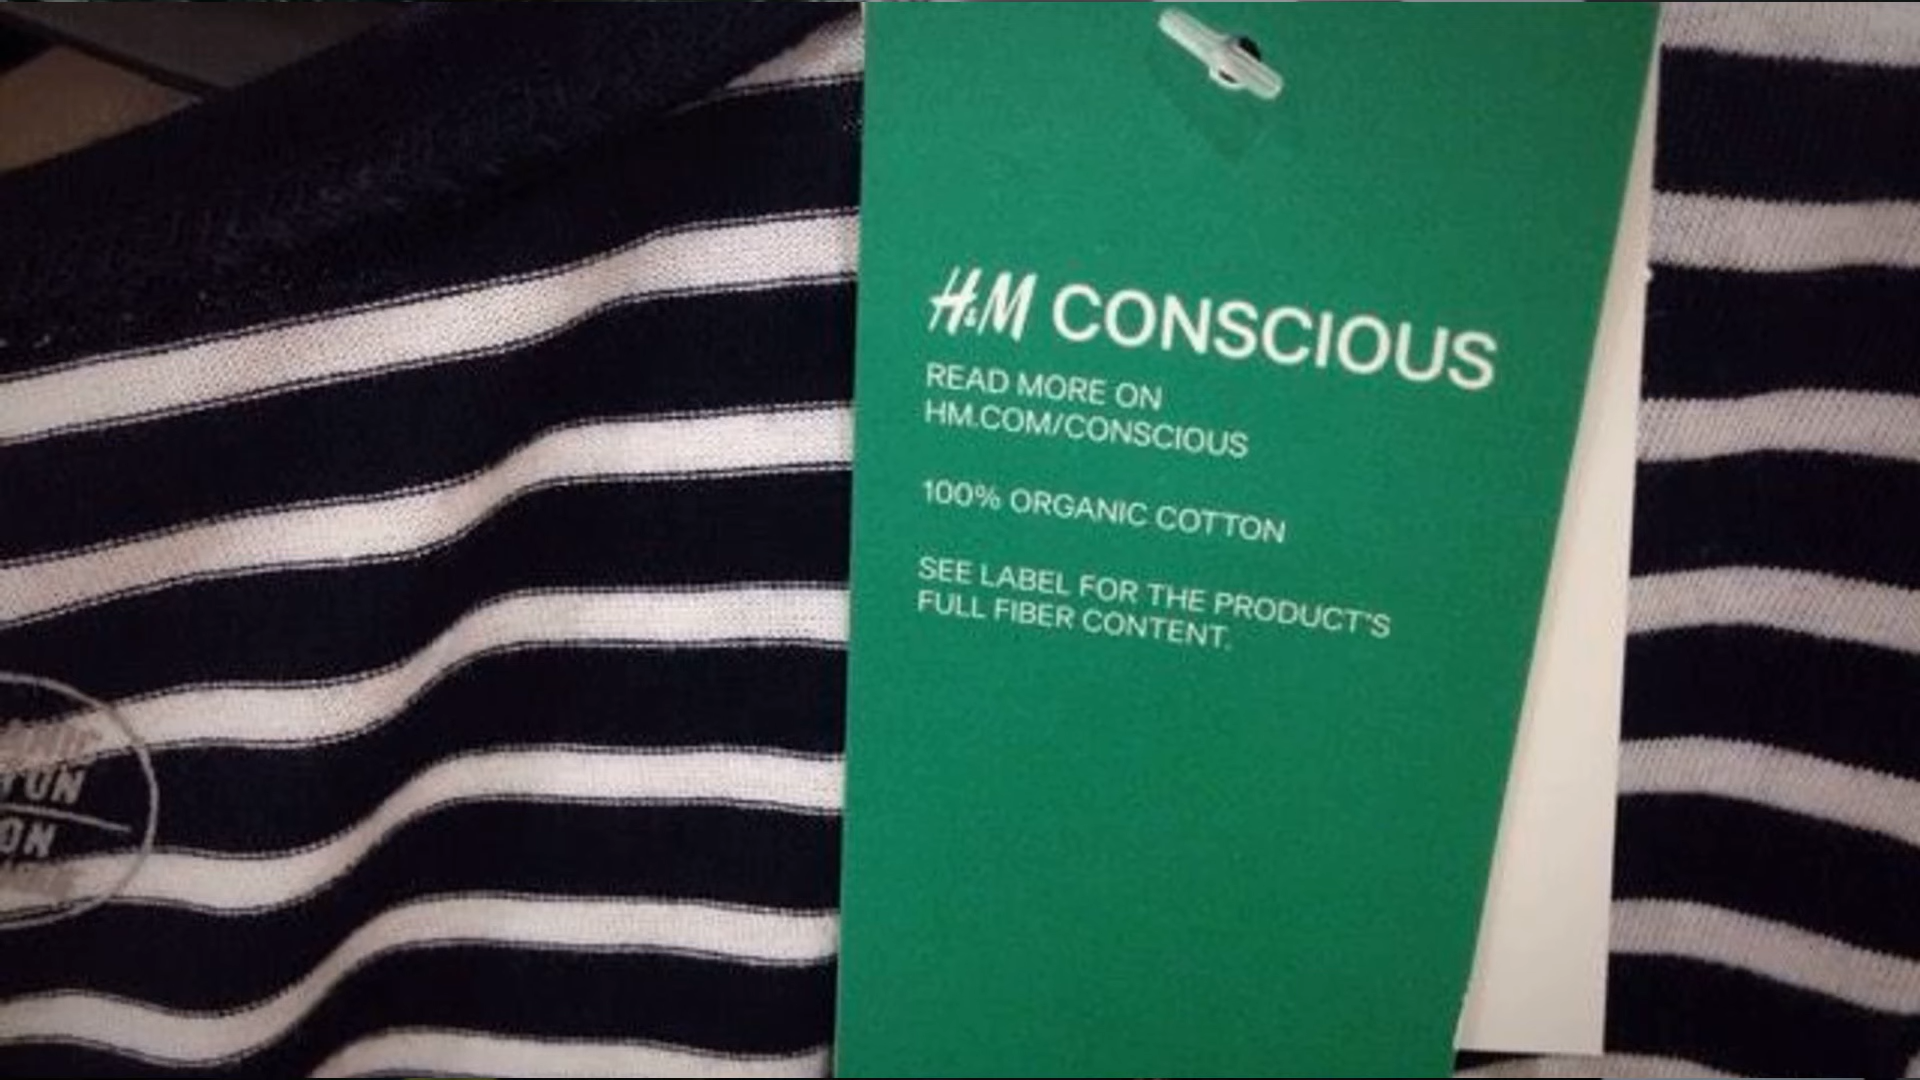 H&M CONSCIOUS
READ MORE ON
HM.COM/CONSCIOUS
100% ORGANIC COTTON
SEE LABEL FOR THE PRODUCT'S
FULL FIBER CONTENT.